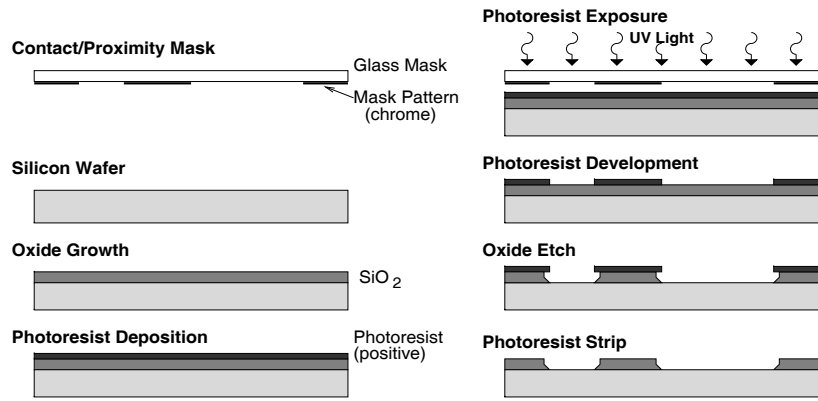 Contact/Proximity Mask
Glass Mask
Mask Pattern
(chrome)
Silicon Wafer
Oxide Growth
SiO 2
Photoresist Deposition
Photoresist
(positive)
Photoresist Exposure
UV Light
Photoresist Development
Oxide Etch
Photoresist Strip